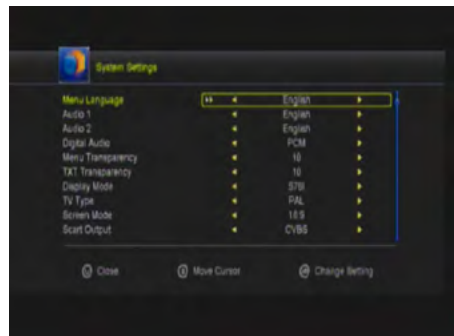 System Settings
Menu Language English
Audio 1 English
Audio 2 English
Digital Audio PCM
Menu Transparency 10
TXT Transparency 10
Display Mode 576I
TV Type PAL
Screen Mode 16:9
Scart Output CVBS
Close Move Cursor Change Setting